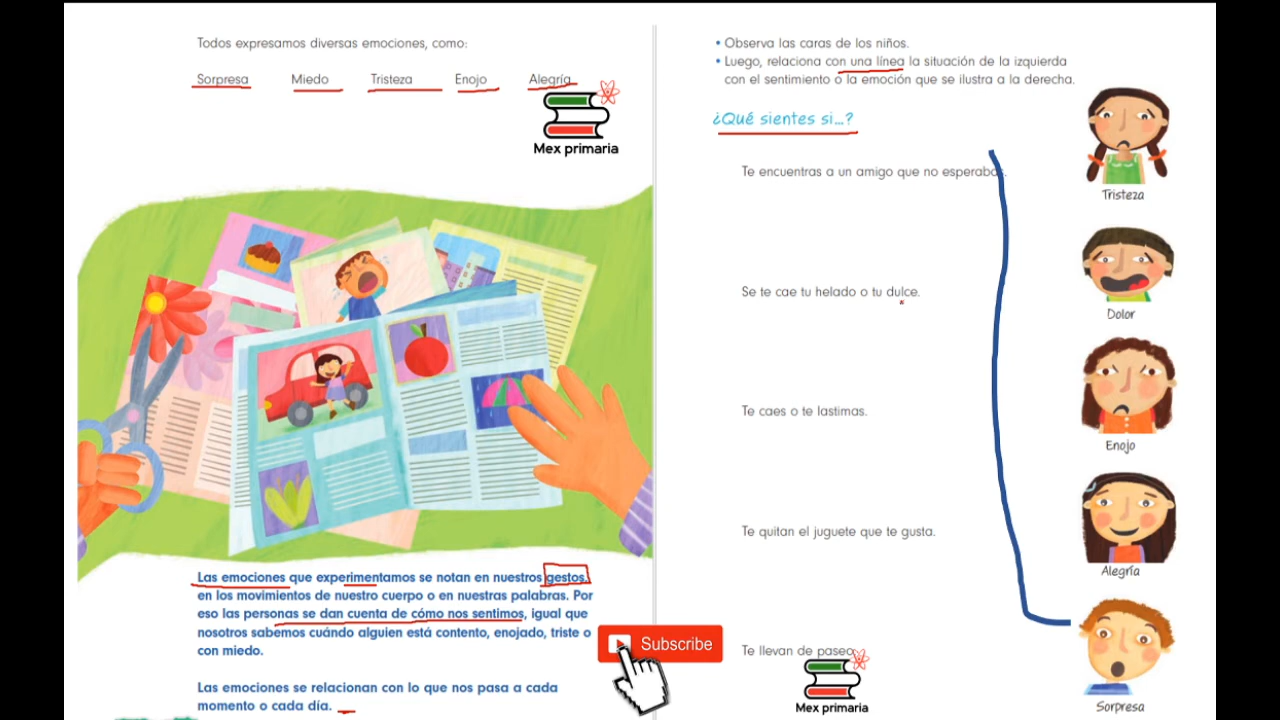 Todos expresamos diversas emociones, como:
Sorpresa Miedo Tristeza Enojo Alegría
Mex primaria
Las emociones que experimentamos se notan en nuestros gestos,
en los movimientos de nuestro cuerpo o en nuestras palabras. Por
eso las personas se dan cuenta de cómo nos sentimos, igual que
nosotros sabemos cuándo alguien está contento, enojado, triste o
con miedo.
Las emociones se relacionan con lo que nos pasa a cada
momento o cada día.
Subscribe
• Observa las caras de los niños.
• Luego, relaciona con una línea la situación de la izquierda
con el sentimiento o la emoción que se ilustra a la derecha.
¿Qué sientes si...?
Te encuentras a un amigo que no esperabas.
Se te cae tu helado o tu dulce.
Te caes o te lastimas.
Te quitan el juguete que te gusta.
Te llevan de paseo
Mex primaria
Tristeza
Dolor
Enojo
Alegría
Sorpresa